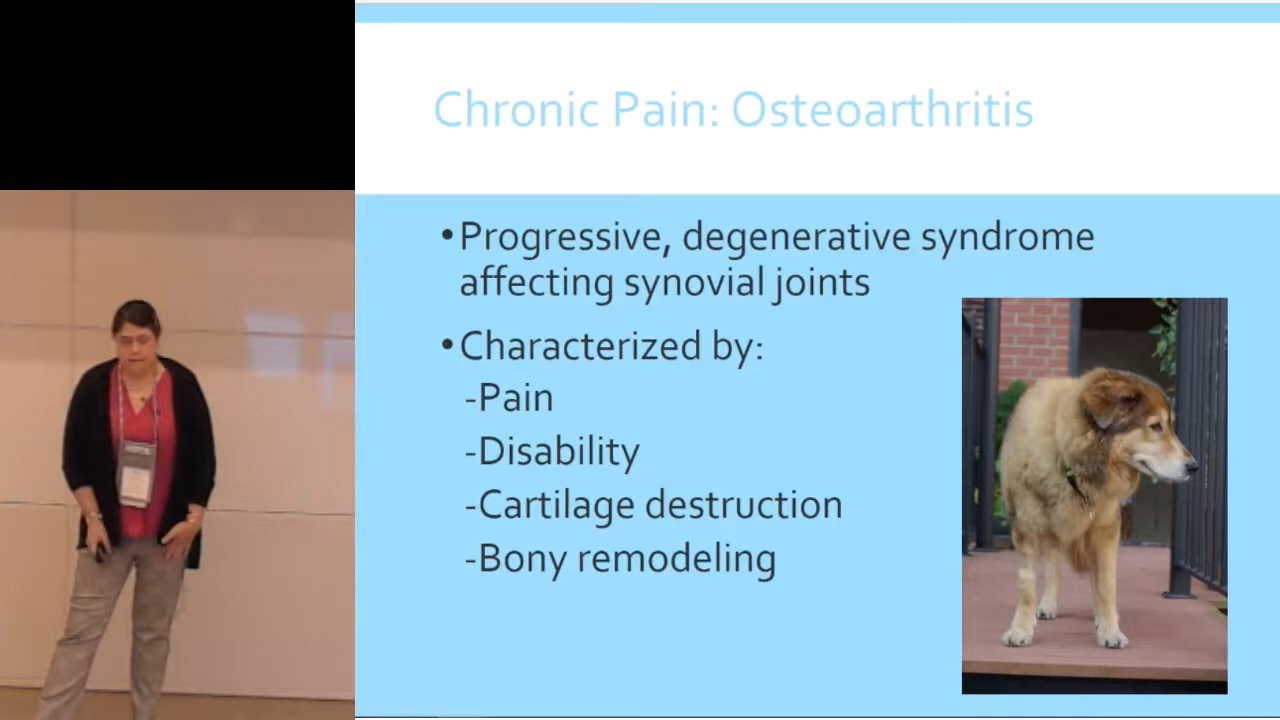 Chronic Pain: Osteoarthritis
•Progressive, degenerative syndrome
affecting synovial joints
•Characterized by:
-Pain
-Disability
-Cartilage destruction
-Bony remodeling